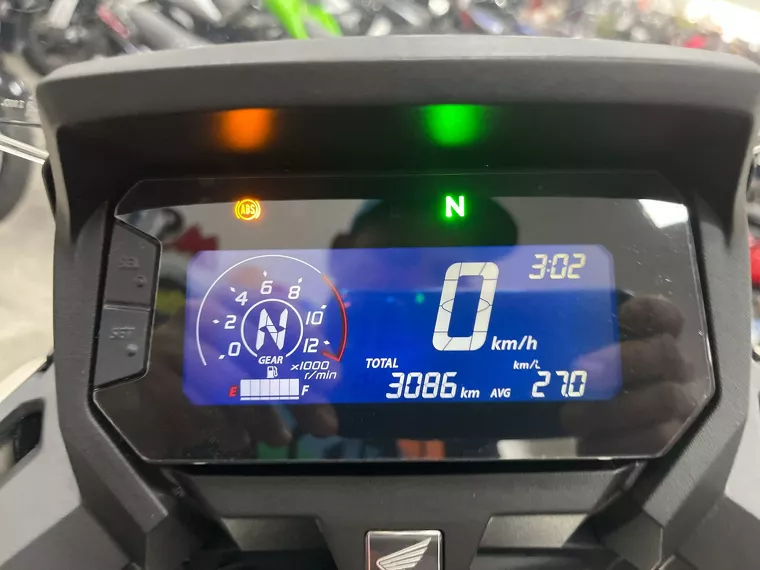 ABS
N
SEL
SET
3:02
0 km/h
0 2 4 6 8 10 12
N
GEAR
x1000
r/min
E F
TOTAL
3086 km
km/L
AVG 27.0